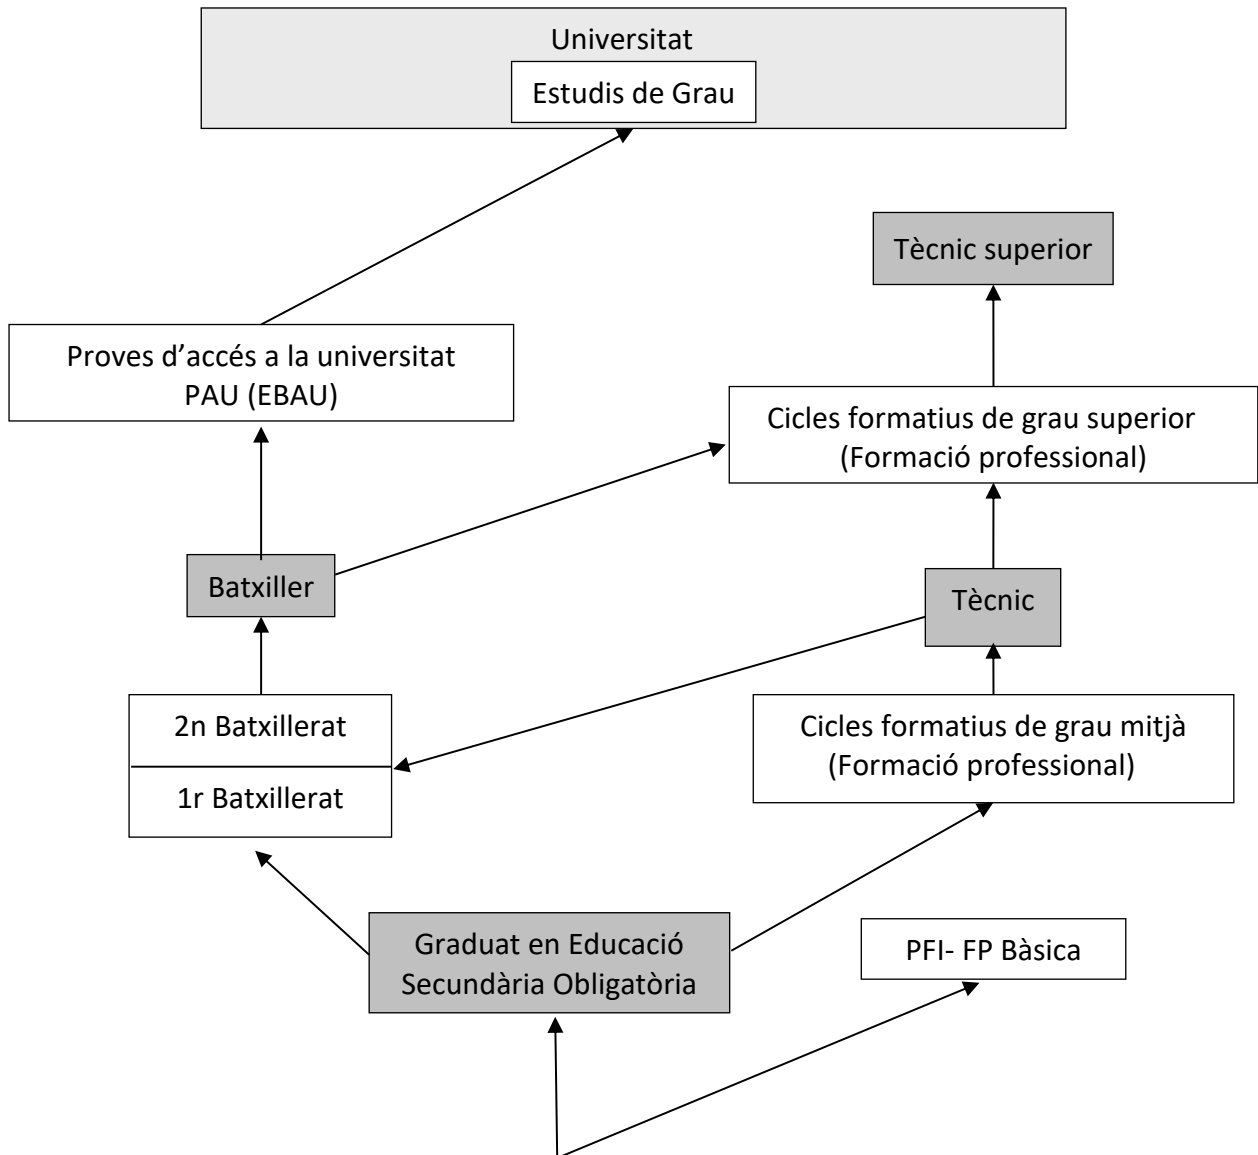 Universitat
Estudis de Grau
Tècnic superior
Proves d’accés a la universitat
PAU (EBAU)
Cicles formatius de grau superior
(Formació professional)
Batxiller
Tècnic
2n Batxillerat
1r Batxillerat
Cicles formatius de grau mitjà
(Formació professional)
Graduat en Educació
Secundària Obligatòria
PFI- FP Bàsica